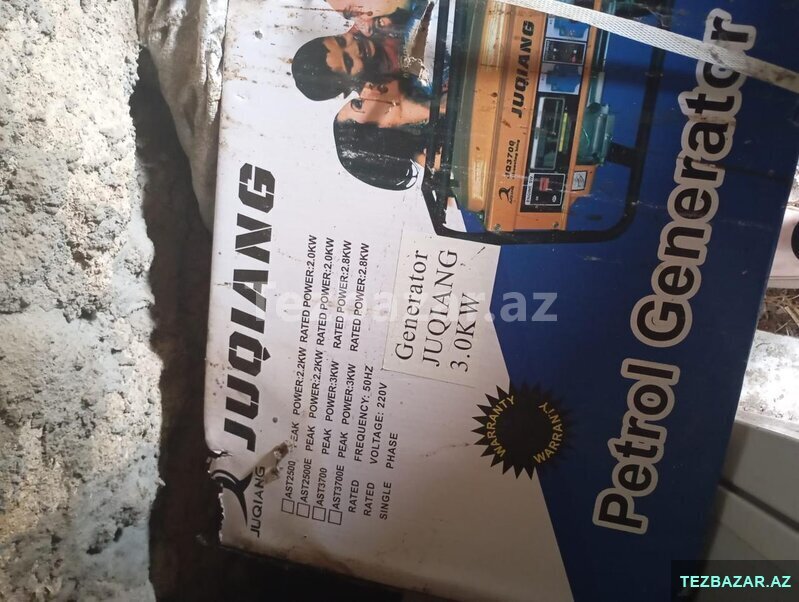 JUQIANG
JUQIANG
AST2500 PEAK POWER:2.2KW RATED POWER:2.0KW
AST2500E PEAK POWER:2.2KW RATED POWER:2.0KW
AST3700 PEAK POWER:3KW RATED POWER:2.8KW
AST3700E PEAK POWER:3KW RATED POWER:2.8KW
RATED FREQUENCY: 50HZ
RATED VOLTAGE: 220V
SINGLE PHASE
Generator
JUQIANG
3.0KW
WARRANTY
WARRANTY
JUQIANG
JQ3700
Petrol Generator
Tezbazar.az
TEZBAZAR.AZ